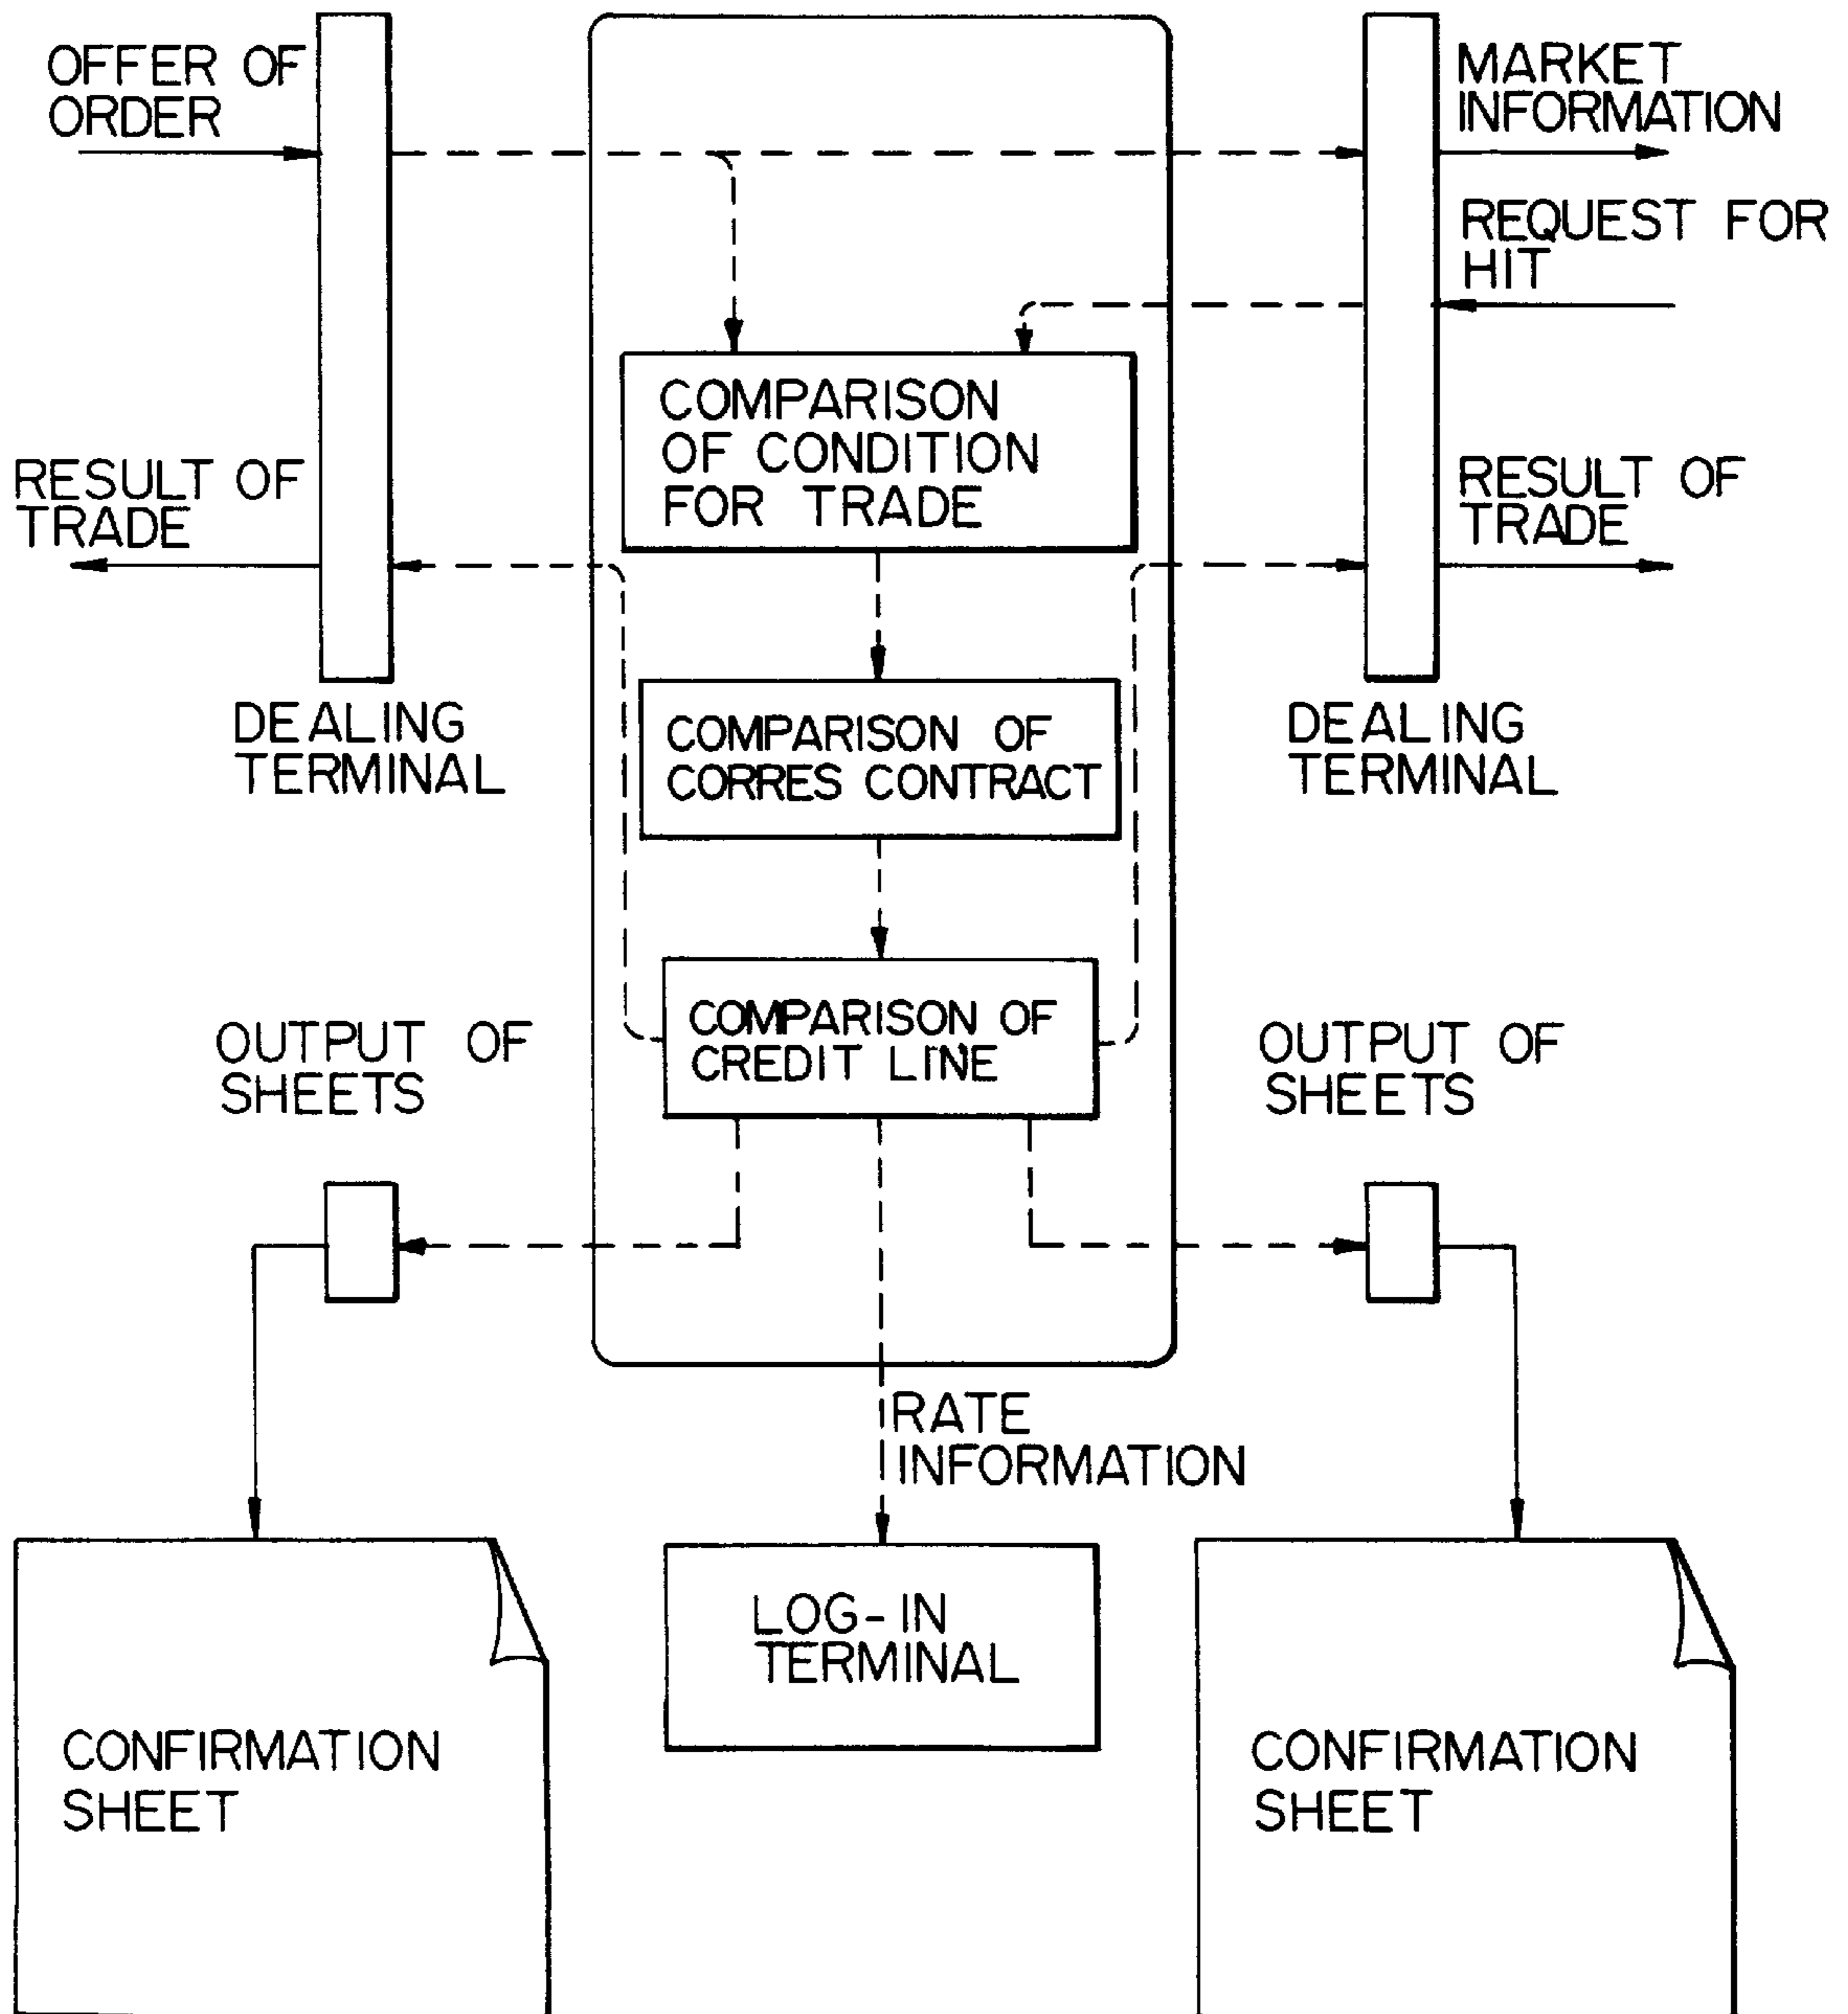 OFFER OF
ORDER
MARKET
INFORMATION
REQUEST FOR
HIT
COMPARISON
OF CONDITION
FOR TRADE
RESULT OF
TRADE
RESULT OF
TRADE
DEALING
TERMINAL
COMPARISON OF
CORRES CONTRACT
DEALING
TERMINAL
OUTPUT OF
SHEETS
COMPARISON OF
CREDIT LINE
OUTPUT OF
SHEETS
RATE
INFORMATION
LOG-IN
TERMINAL
CONFIRMATION
SHEET
CONFIRMATION
SHEET